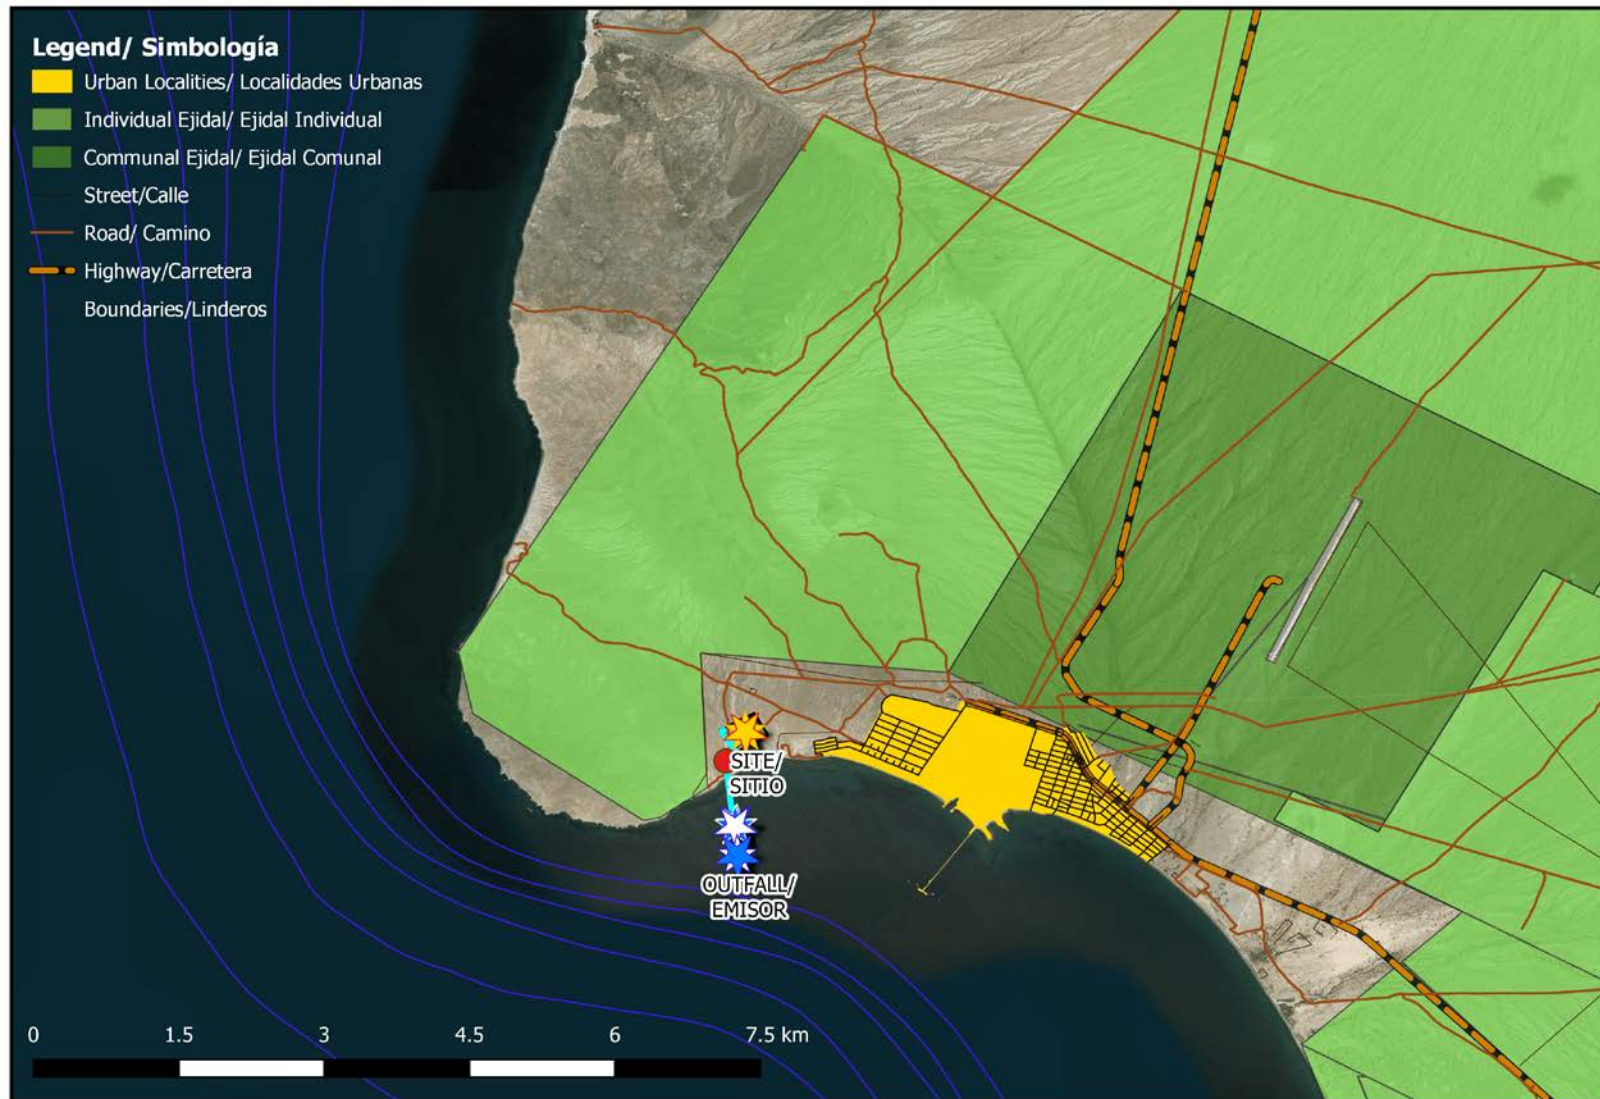 Legend/ Simbología
Urban Localities/ Localidades Urbanas
Individual Ejidal/ Ejidal Individual
Communal Ejidal/ Ejidal Comunal
Street/Calle
Road/ Camino
Highway/Carretera
Boundaries/Linderos
SITE/
SITIO
OUTFALL/
EMISOR
0 1.5 3 4.5 6 7.5 km